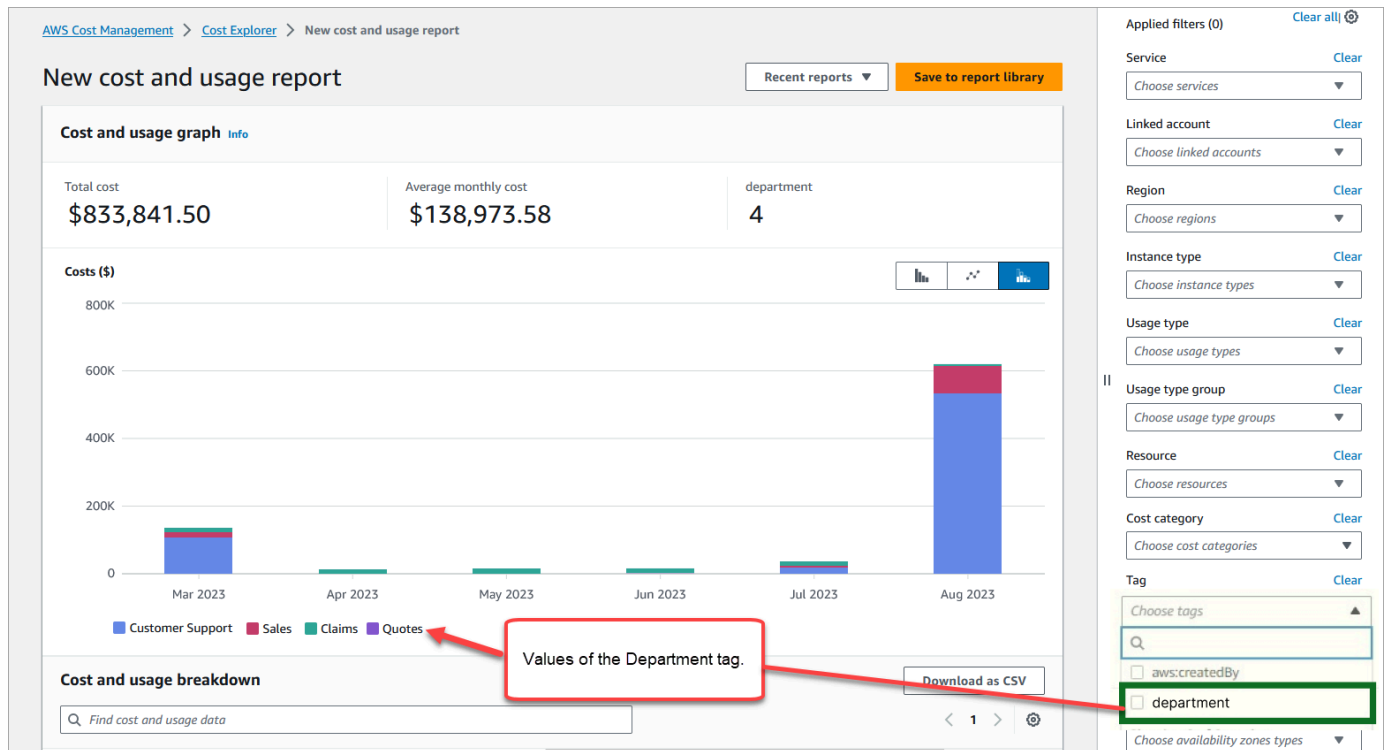 AWS Cost Management > Cost Explorer > New cost and usage report
New cost and usage report
Recent reports
Save to report library
Cost and usage graph Info
Total cost
$833,841.50
Average monthly cost
$138,973.58
department
4
Costs ($)
800K
600K
400K
200K
0
Mar 2023 Apr 2023 May 2023 Jun 2023 Jul 2023 Aug 2023
Customer Support Sales Claims Quotes
Values of the Department tag.
Cost and usage breakdown
Download as CSV
Find cost and usage data
< 1 >
Applied filters (0) Clear all|
Service Clear
Choose services
Linked account Clear
Choose linked accounts
Region Clear
Choose regions
Instance type Clear
Choose instance types
Usage type Clear
Choose usage types
Usage type group Clear
Choose usage type groups
Resource Clear
Choose resources
Cost category Clear
Choose cost categories
Tag Clear
Choose tags
aws:createdBy
department
Choose availability zones types